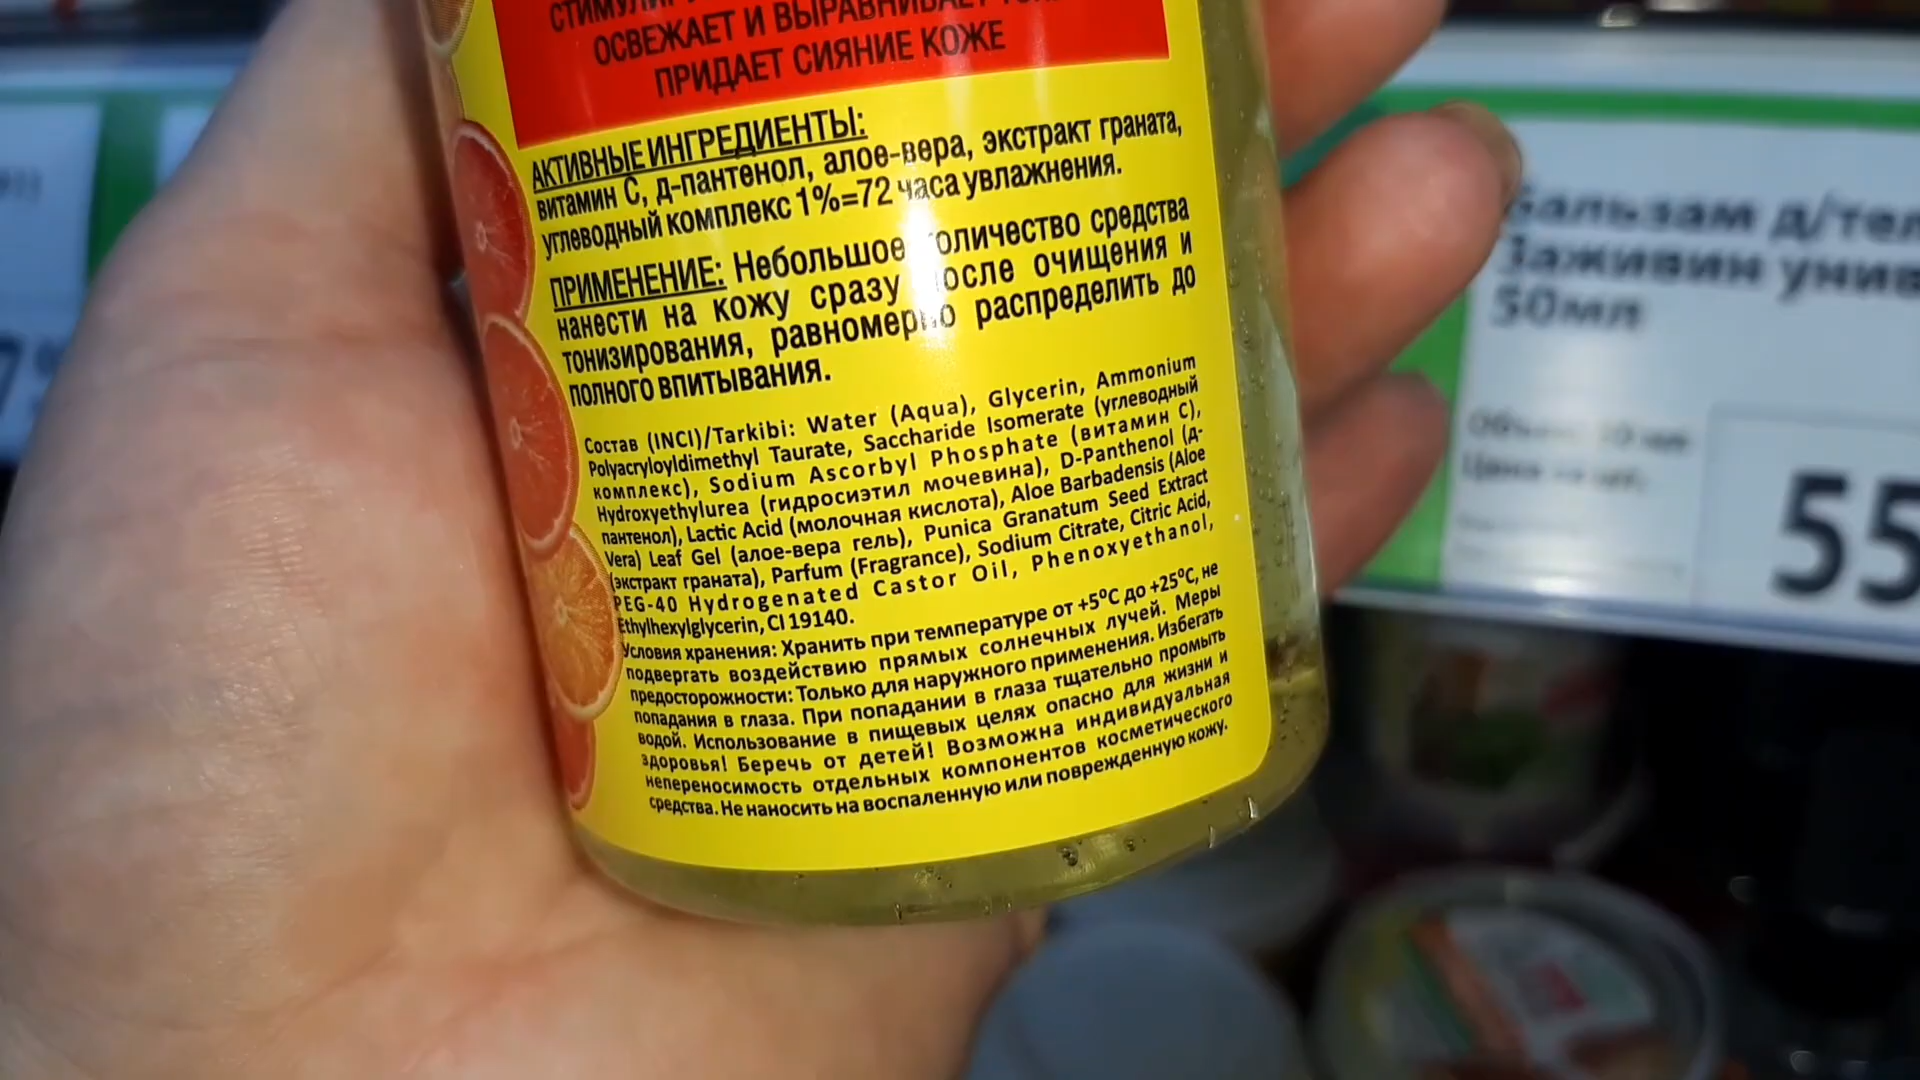 ОСВЕЖАЕТ И ВЫРАВНИВАЕТ
ПРИДАЕТ СИЯНИЕ КОЖЕ
АКТИВНЫЕ ИНГРЕДИЕНТЫ:
витамин С, д-пантенол, алоэ-вера, экстракт граната,
углеводный комплекс 1%=72 часа увлажнения.
ПРИМЕНЕНИЕ: Небольшое количество средства
нанести на кожу сразу после очищения и
тонизирования, равномерно распределить до
полного впитывания.
Состав (INCI)/Tarkibi: Water (Aqua), Glycerin, Ammonium
Polyacryloyldimethyl Taurate, Saccharide Isomerate (углеводный
комплекс), Sodium Ascorbyl Phosphate (витамин С),
Hydroxyethylurea (гидросиэтил мочевина), D-Panthenol (д-
пантенол), Lactic Acid (молочная кислота), Aloe Barbadensis (Aloe
Vera) Leaf Gel (алое-вера гель), Punica Granatum Seed Extract
(экстракт граната), Parfum (Fragrance), Sodium Citrate, Citric Acid,
PEG-40 Hydrogenated Castor Oil, Phenoxyethanol,
Ethylhexylglycerin, CI 19140.
Условия хранения: Хранить при температуре от +5°С до +25°С, не
подвергать воздействию прямых солнечных лучей. Меры
предосторожности: Только для наружного применения. Избегать
попадания в глаза. При попадании в глаза тщательно промыть
водой. Использование в пищевых целях опасно для жизни и
здоровья! Беречь от детей! Возможна индивидуальная
непереносимость отдельных компонентов косметического
средства. Не наносить на воспаленную или поврежденную кожу.
Бальзам д/тел
Заживин унив
50мл
55